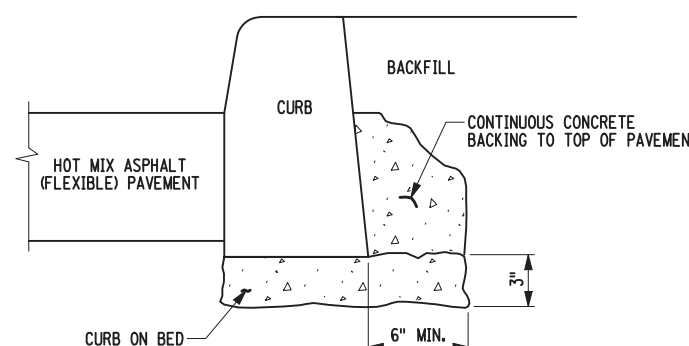 BACKFILL
CURB
CONTINUOUS CONCRETE
BACKING TO TOP OF PAVEMEN
HOT MIX ASPHALT
(FLEXIBLE) PAVEMENT
3"
6" MIN.
CURB ON BED